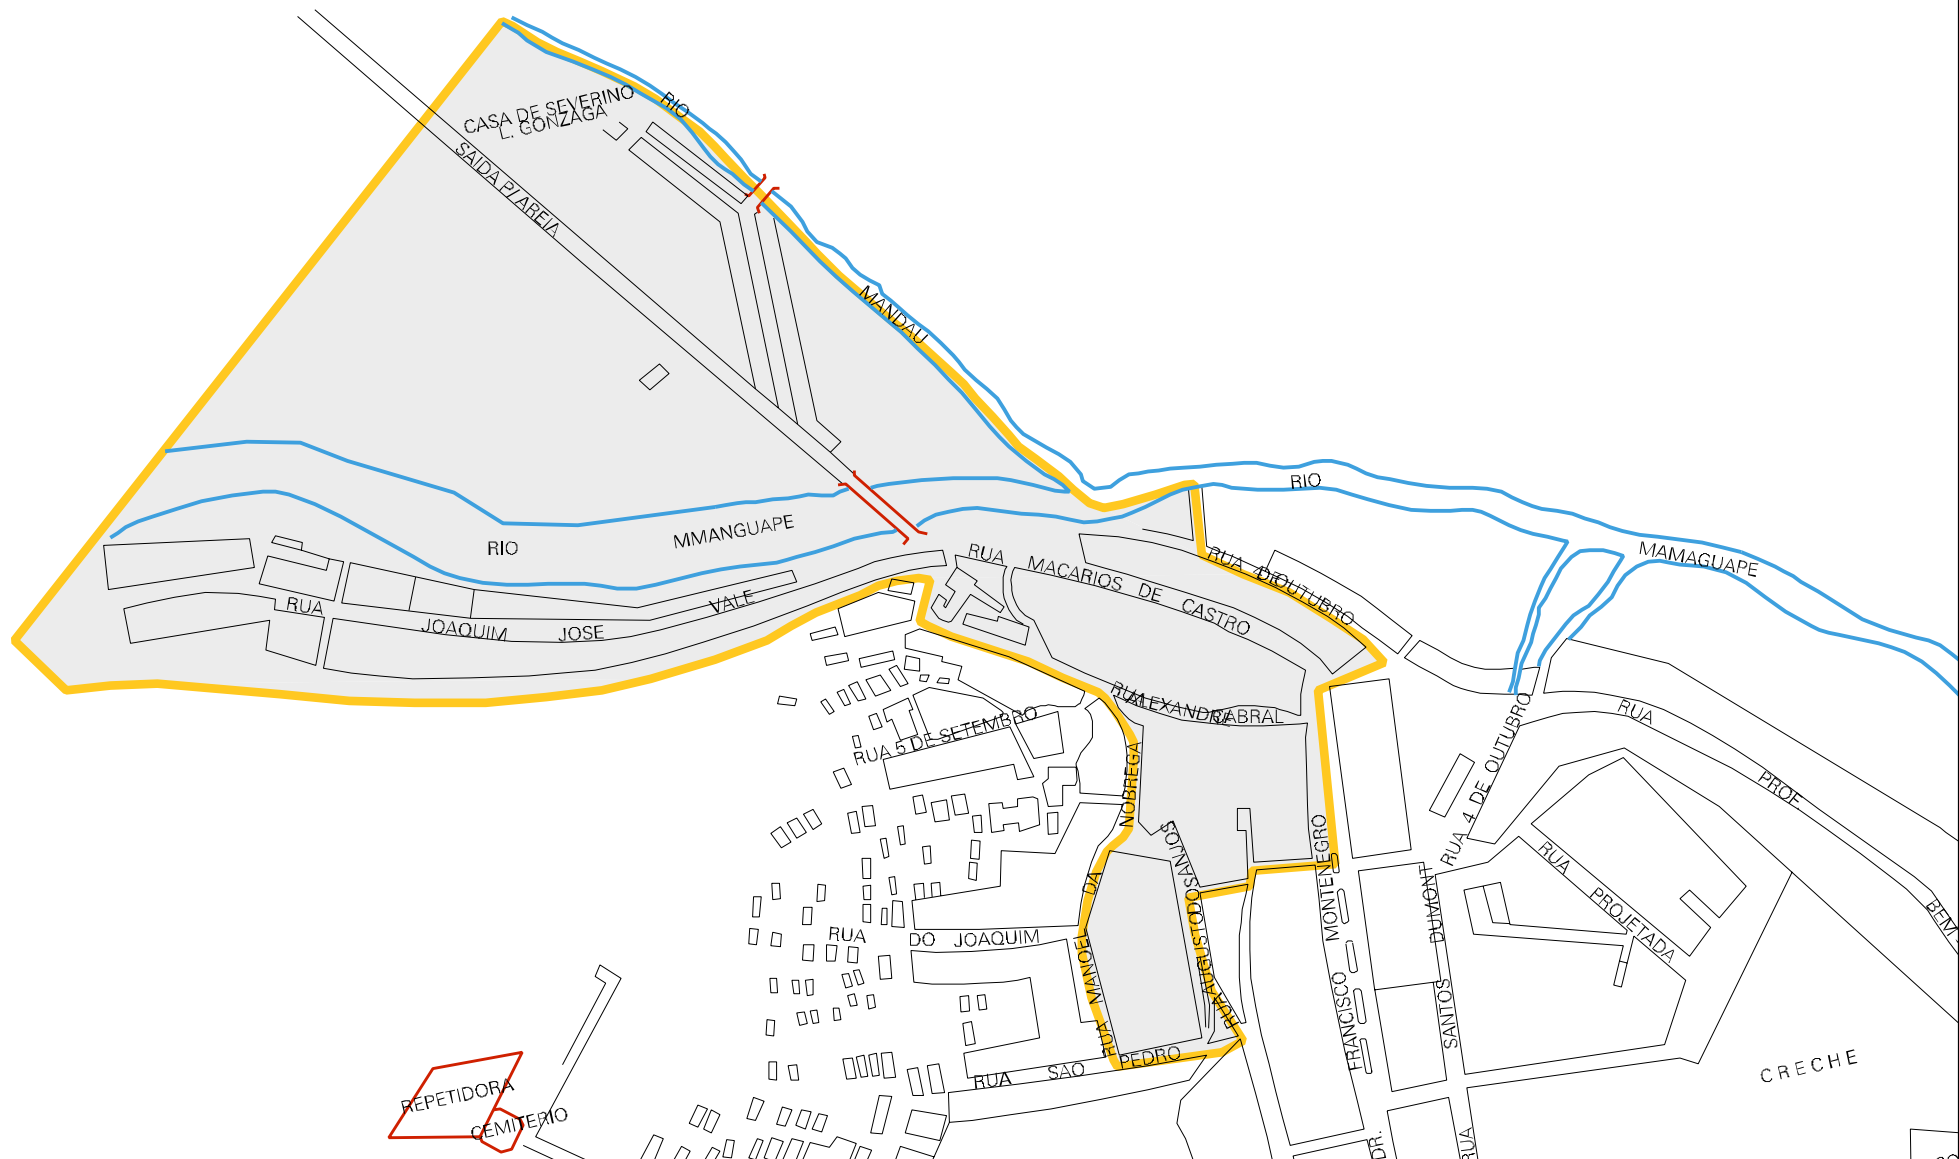 RIO
CASA DE SEVERINO
L. GONZAGA
SAIDA P/ AREIA
MANDAU
RIO
MAMAGUAPE
RIO
MMANGUAPE
RUA
MACARIOS DE CASTRO
RUA 4 DE OUTUBRO
RUA
JOAQUIM
JOSE
VALE
RUA ALEXANDRE CABRAL
RUA 5 DE SETEMBRO
RUA MANOEL DA NOBREGA
RUA AUGUSTO DOS ANJOS
RUA 4 DE OUTUBRO
RUA
PROF.
BEM.
RUA PROJETADA
DR. FRANCISCO MONTENEGRO
RUA SANTOS DUMONT
RUA
DO JOAQUIM
RUA SAO PEDRO
CRECHE
REPETIDORA
CEMITERIO